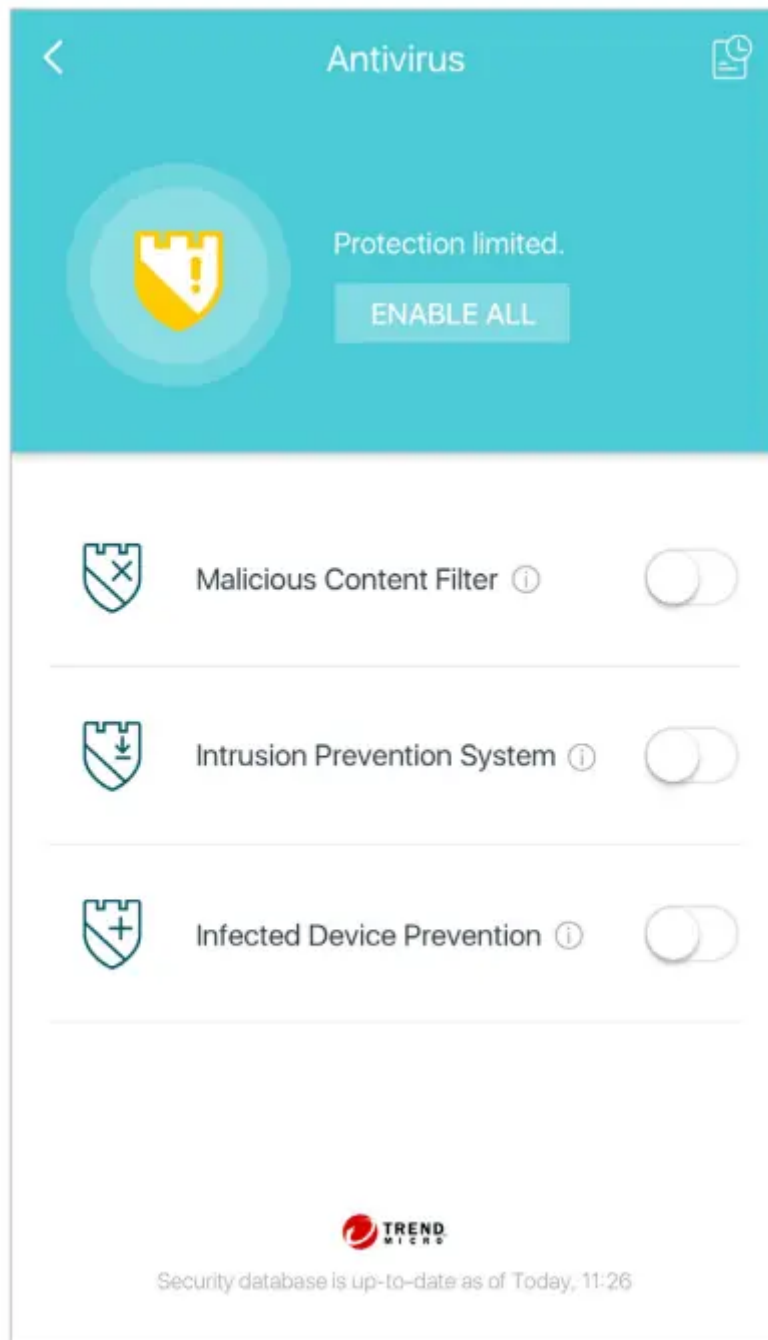 Antivirus
Protection limited.
ENABLE ALL
Malicious Content Filter
Intrusion Prevention System
Infected Device Prevention
TREND
MICRO
Security database is up-to-date as of Today, 11:26